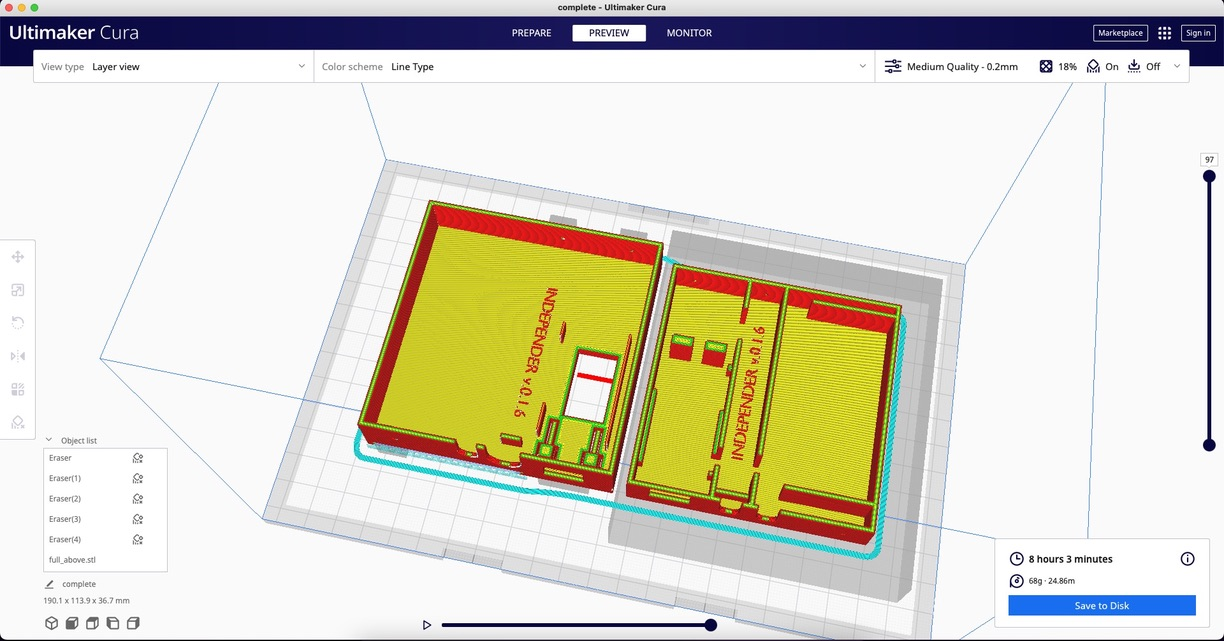 complete - Ultimaker Cura
Ultimaker Cura
PREPARE
PREVIEW
MONITOR
Marketplace
Sign in
View type Layer view
Color scheme Line Type
Medium Quality - 0.2mm
18%
On
Off
97
INDEPENDER v.0.1.6
INDEPENDER v.0.1.6
Object list
Eraser
Eraser(1)
Eraser(2)
Eraser(3)
Eraser(4)
full_above.stl
complete
190.1 x 113.9 x 36.7 mm
8 hours 3 minutes
68g · 24.86m
Save to Disk